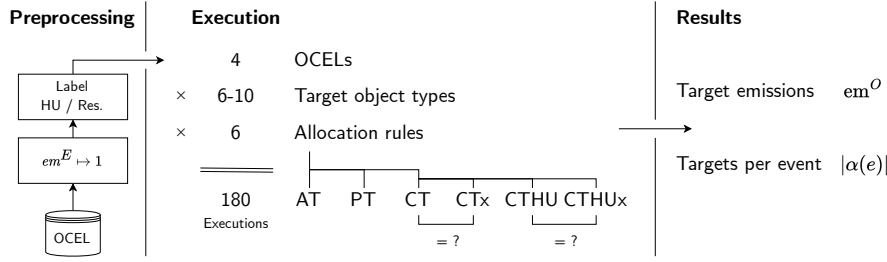 Preprocessing
Label
HU / Res.
em^E ↦ 1
OCEL
Execution
4 OCELs
× 6-10 Target object types
× 6 Allocation rules
180
Executions
AT PT CT CTx CTHU CTHUx
= ? = ?
Results
Target emissions em^O
Targets per event |α(e)|